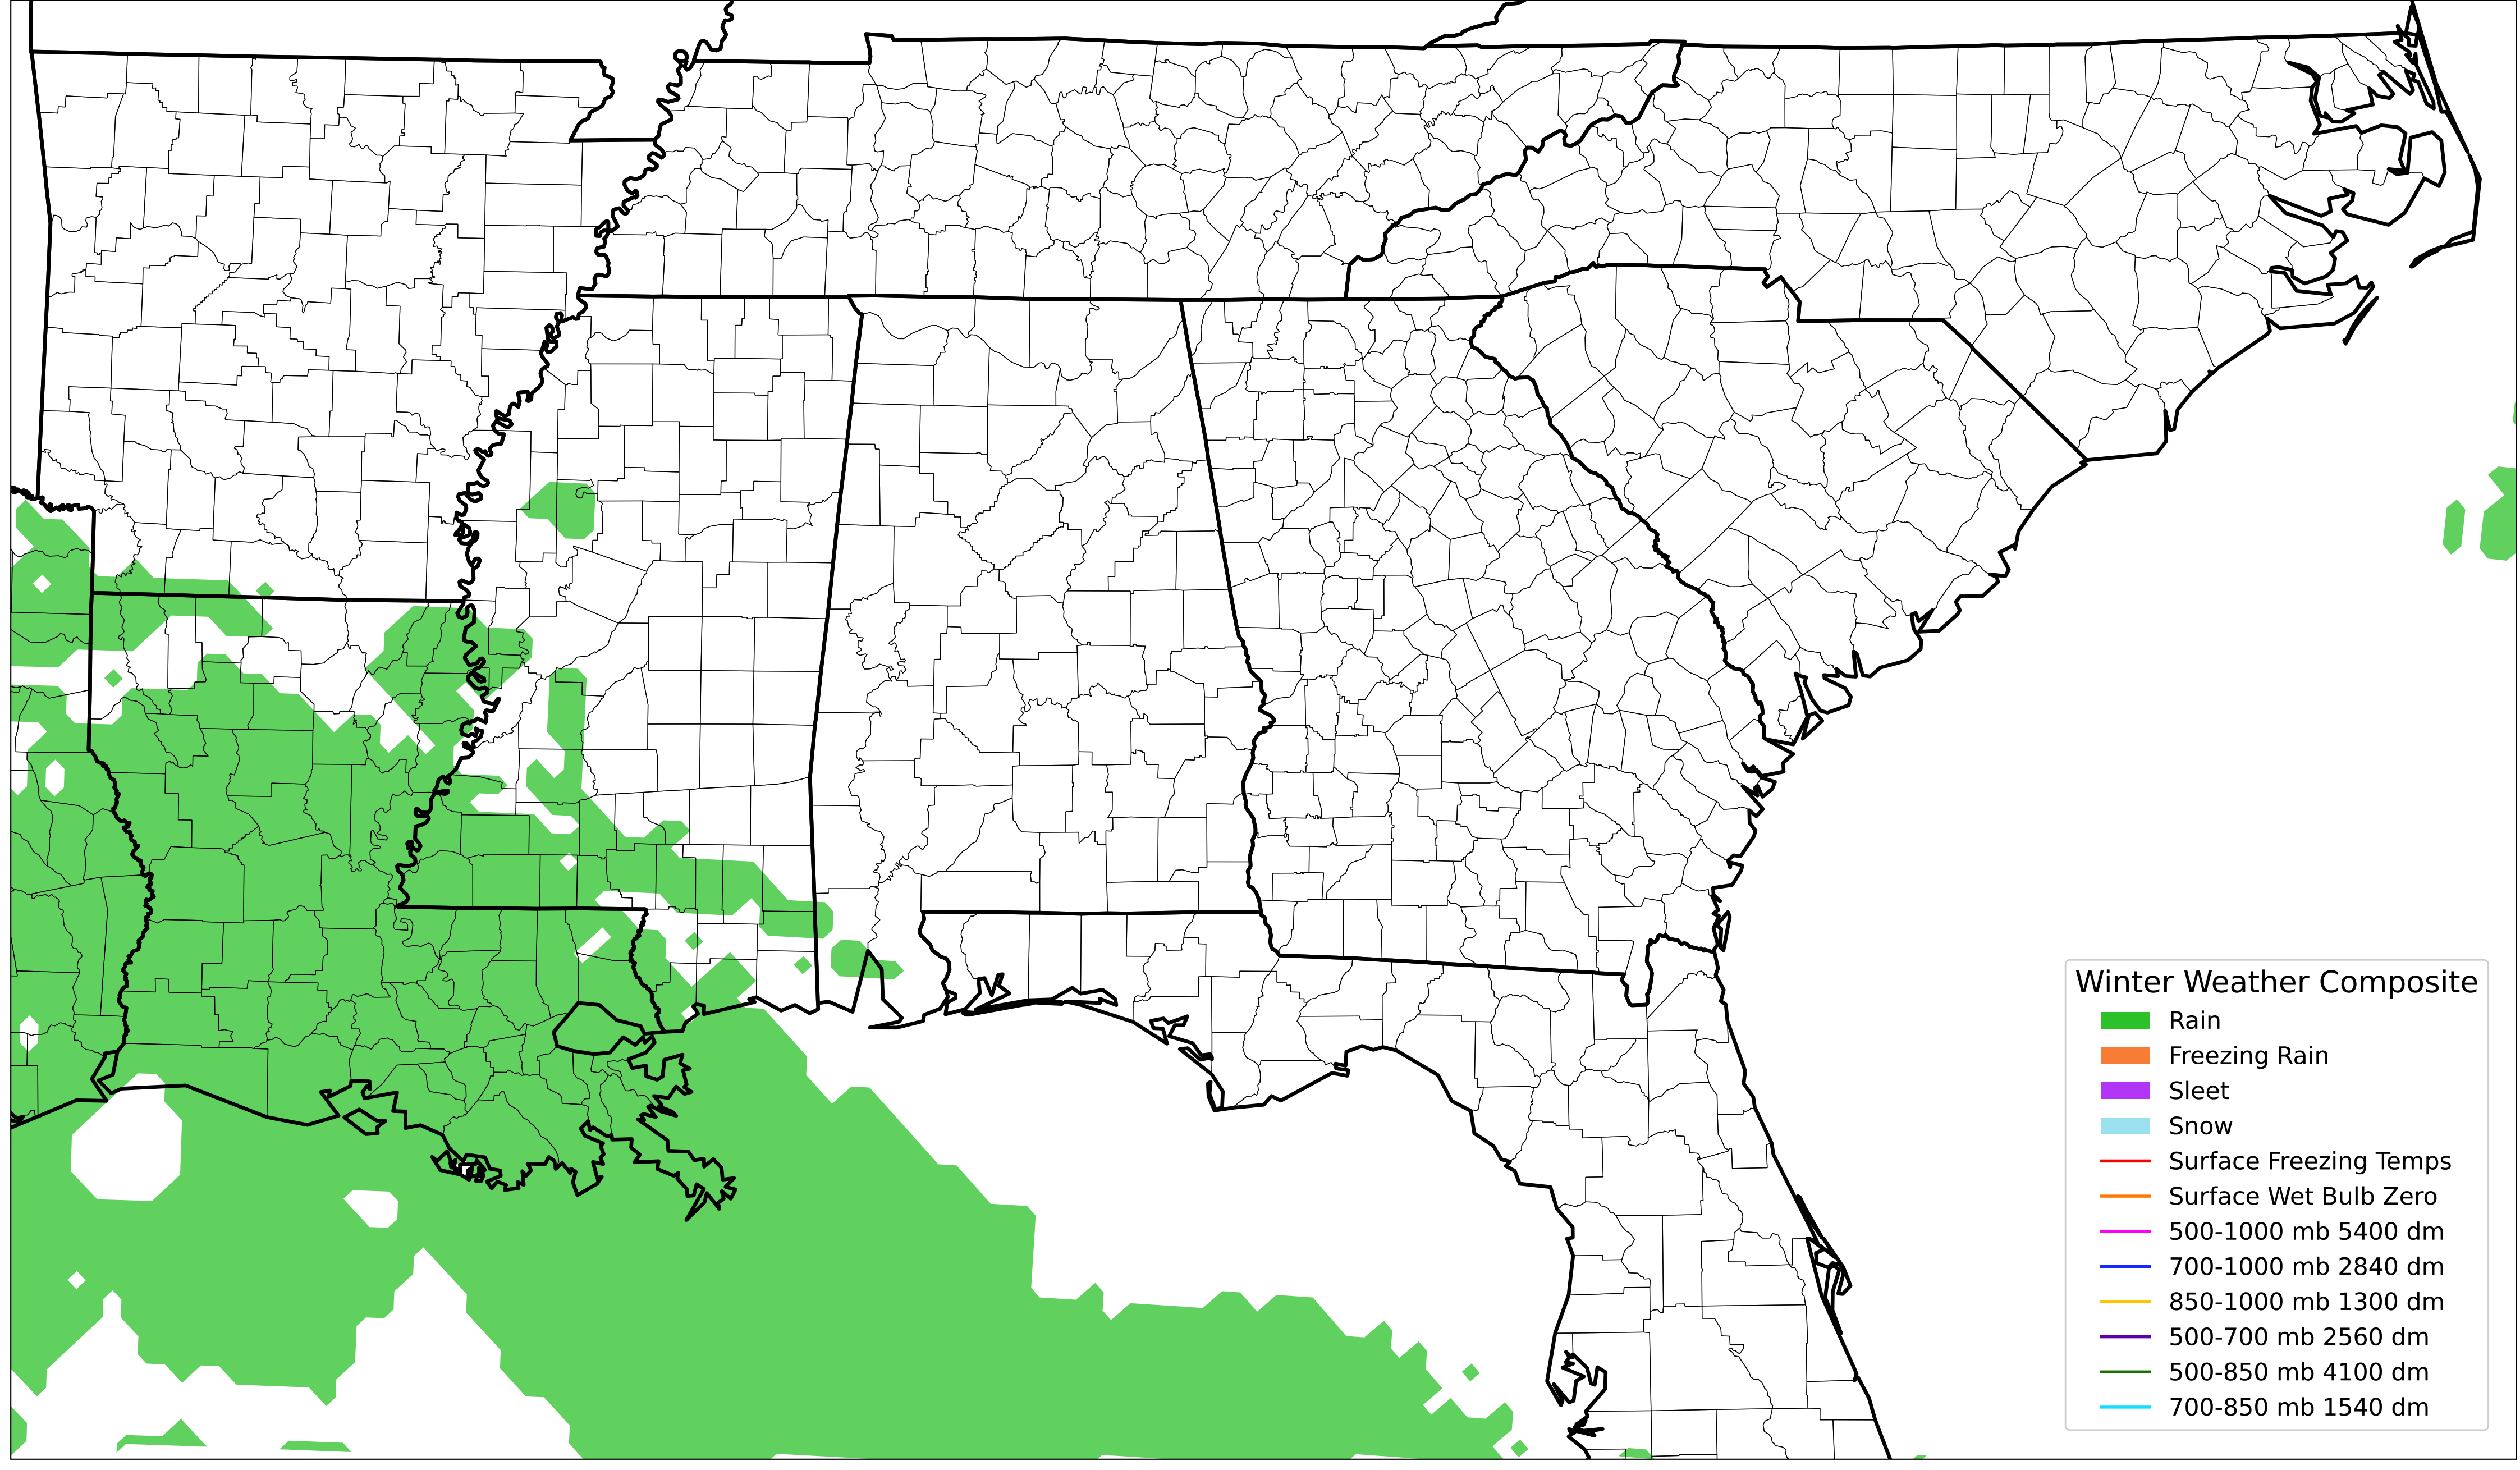 Winter Weather Composite
Rain
Freezing Rain
Sleet
Snow
Surface Freezing Temps
Surface Wet Bulb Zero
500-1000 mb 5400 dm
700-1000 mb 2840 dm
850-1000 mb 1300 dm
500-700 mb 2560 dm
500-850 mb 4100 dm
700-850 mb 1540 dm